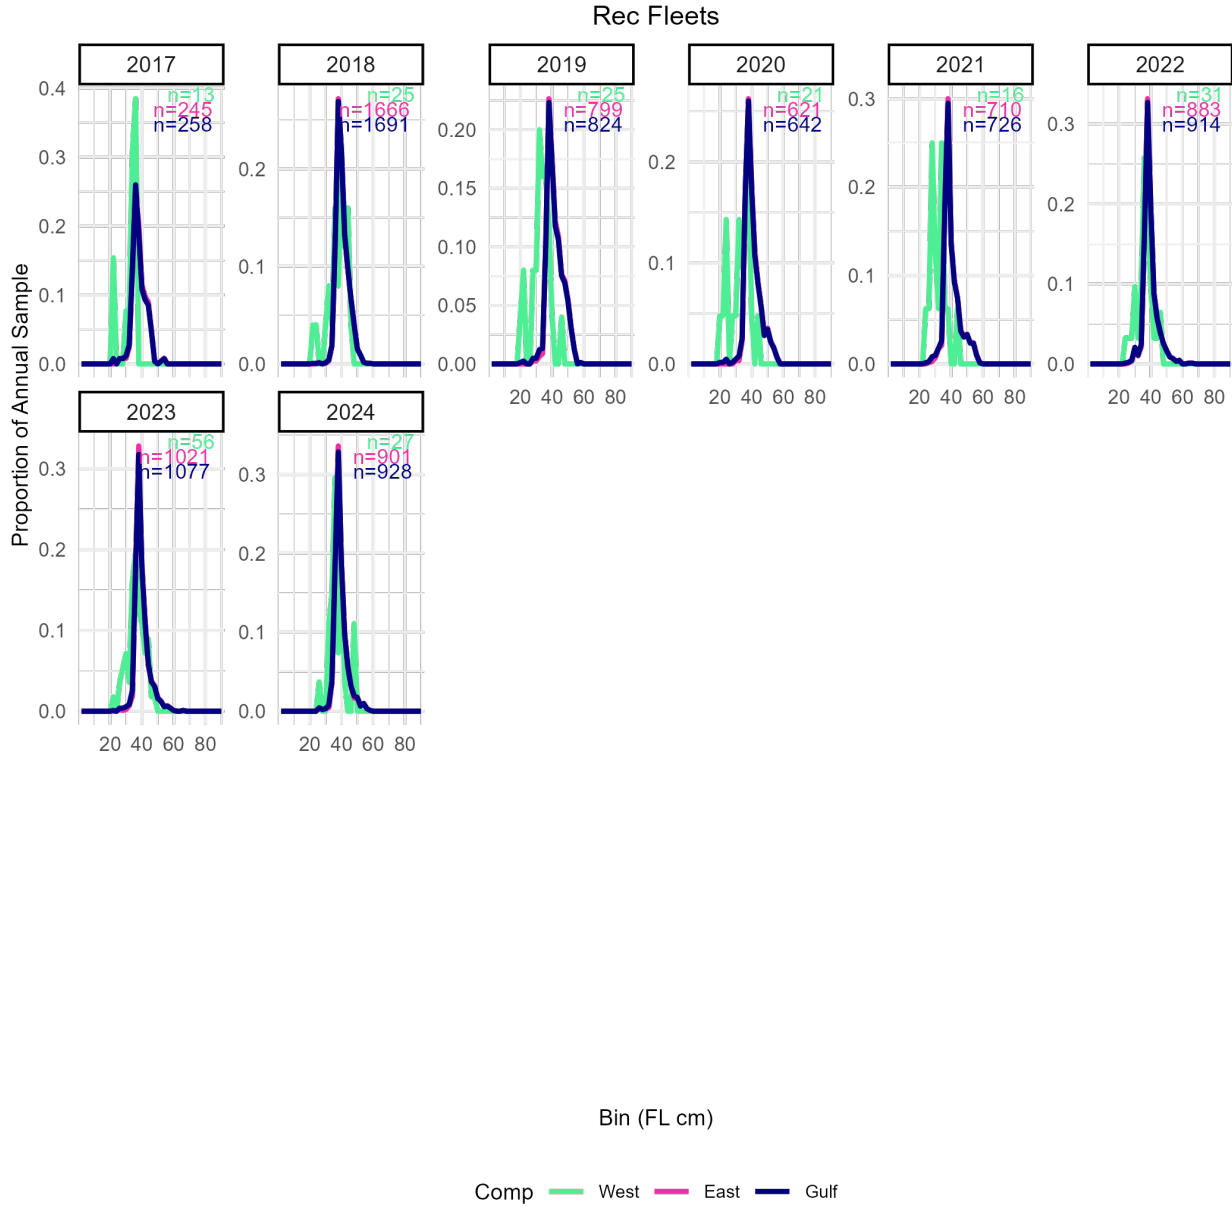 Rec Fleets
2017 2018 2019 2020 2021 2022
n=13 n=25 n=25 n=21 n=16 n=31
n=245 n=1666 n=799 n=621 n=710 n=883
n=258 n=1691 n=824 n=642 n=726 n=914
0.4 0.3 0.2 0.1 0.0
0.2 0.1 0.0
0.20 0.15 0.10 0.05 0.00
0.2 0.1 0.0
0.3 0.2 0.1 0.0
0.3 0.2 0.1 0.0
20 40 60 80 20 40 60 80 20 40 60 80 20 40 60 80
Proportion of Annual Sample
2023 2024
n=56 n=27
n=1021 n=901
n=1077 n=928
0.3 0.2 0.1 0.0
0.3 0.2 0.1 0.0
20 40 60 80 20 40 60 80
Bin (FL cm)
Comp West East Gulf